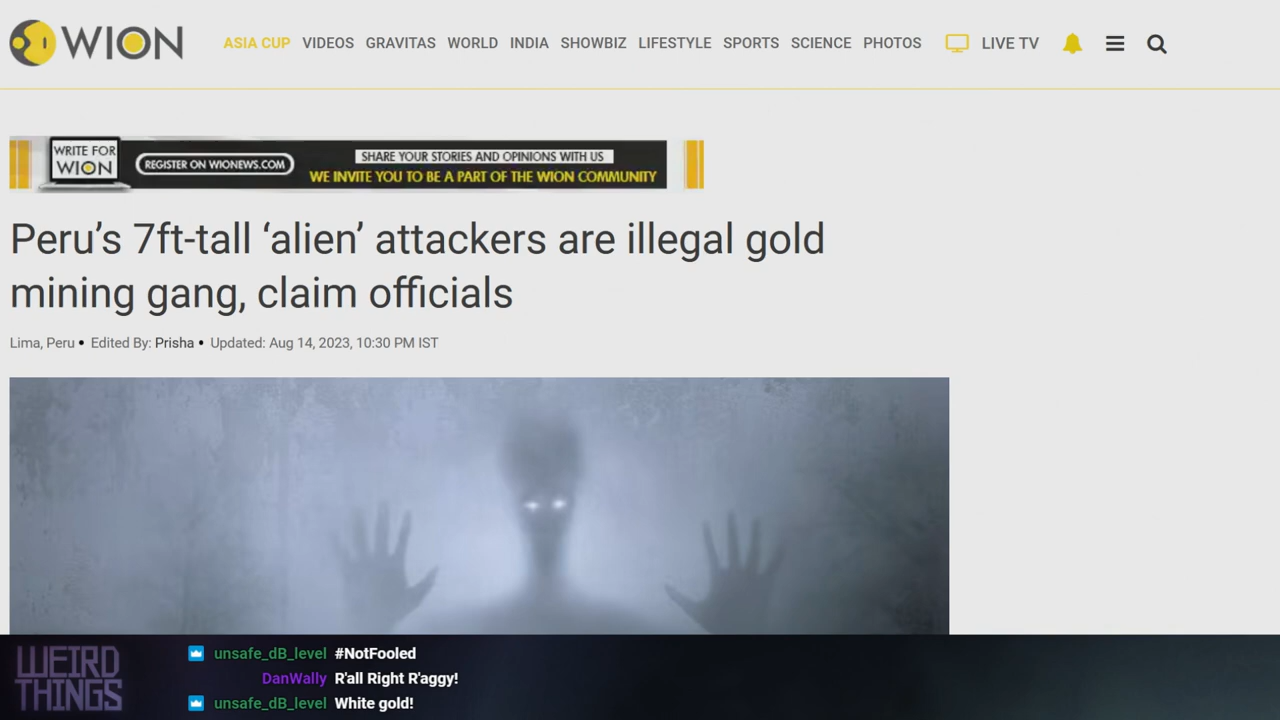 WION
ASIA CUP VIDEOS GRAVITAS WORLD INDIA SHOWBIZ LIFESTYLE SPORTS SCIENCE PHOTOS LIVE TV
WRITE FOR
WION
REGISTER ON WIONEWS.COM
SHARE YOUR STORIES AND OPINIONS WITH US
WE INVITE YOU TO BE A PART OF THE WION COMMUNITY
Peru’s 7ft-tall ‘alien’ attackers are illegal gold
mining gang, claim officials
Lima, Peru • Edited By: Prisha • Updated: Aug 14, 2023, 10:30 PM IST
WEIRD
THINGS
unsafe_dB_level #NotFooled
DanWally R'all Right R'aggy!
unsafe_dB_level White gold!